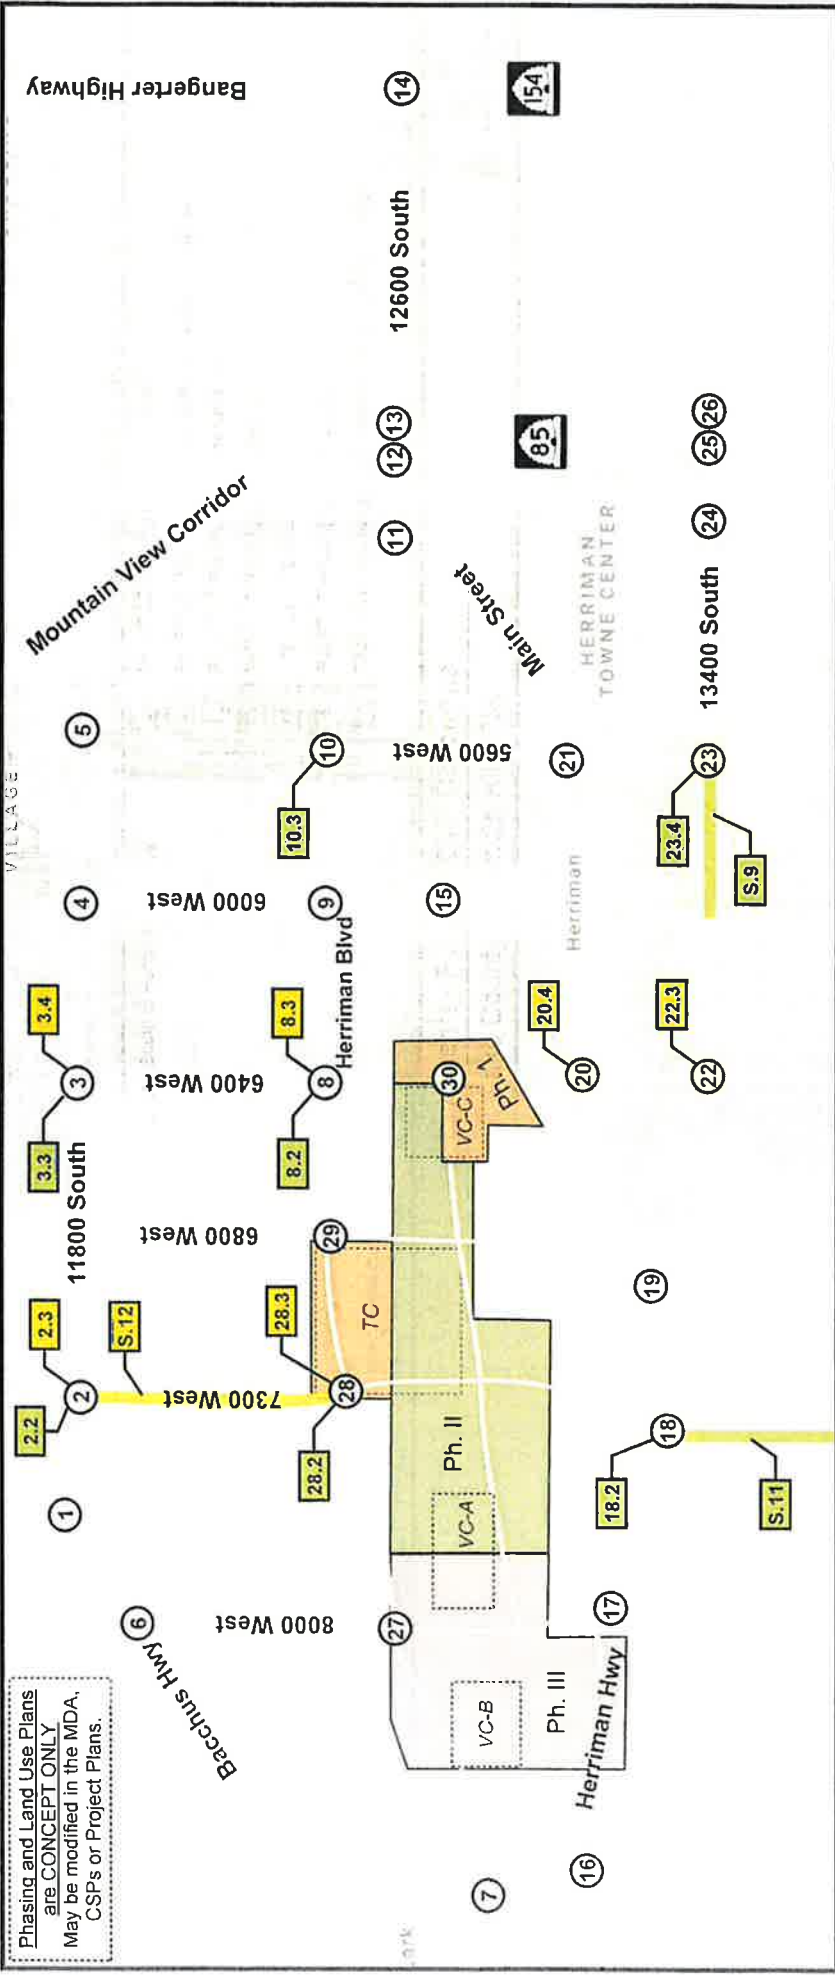 Phasing and Land Use Plans
are CONCEPT ONLY
May be modified in the MDA,
CSPs or Project Plans.
VILLAGE
1
2.2
2.3
2
11800 South
3.3
3.4
3
4
5
Bangerter Highway
Mountain View Corridor
6
Bacchus Hwy
8000 West
S.12
7300 West
6800 West
6400 West
6000 West
28.2
28.3
28
29
8.2
8.3
8
Herriman Blvd
9
10.3
10
5600 West
27
TC
11
12
13
12600 South
14
7
VC-B
Ph. III
VC-A
Ph. II
VC-C
30
Ph. 1
15
Main Street
85
154
16
Herriman Hwy
17
18.2
18
S.11
19
20.4
20
Herriman
21
HERRIMAN
TOWNE CENTER
22.3
22
23.4
23
S.9
13400 South
24
25
26